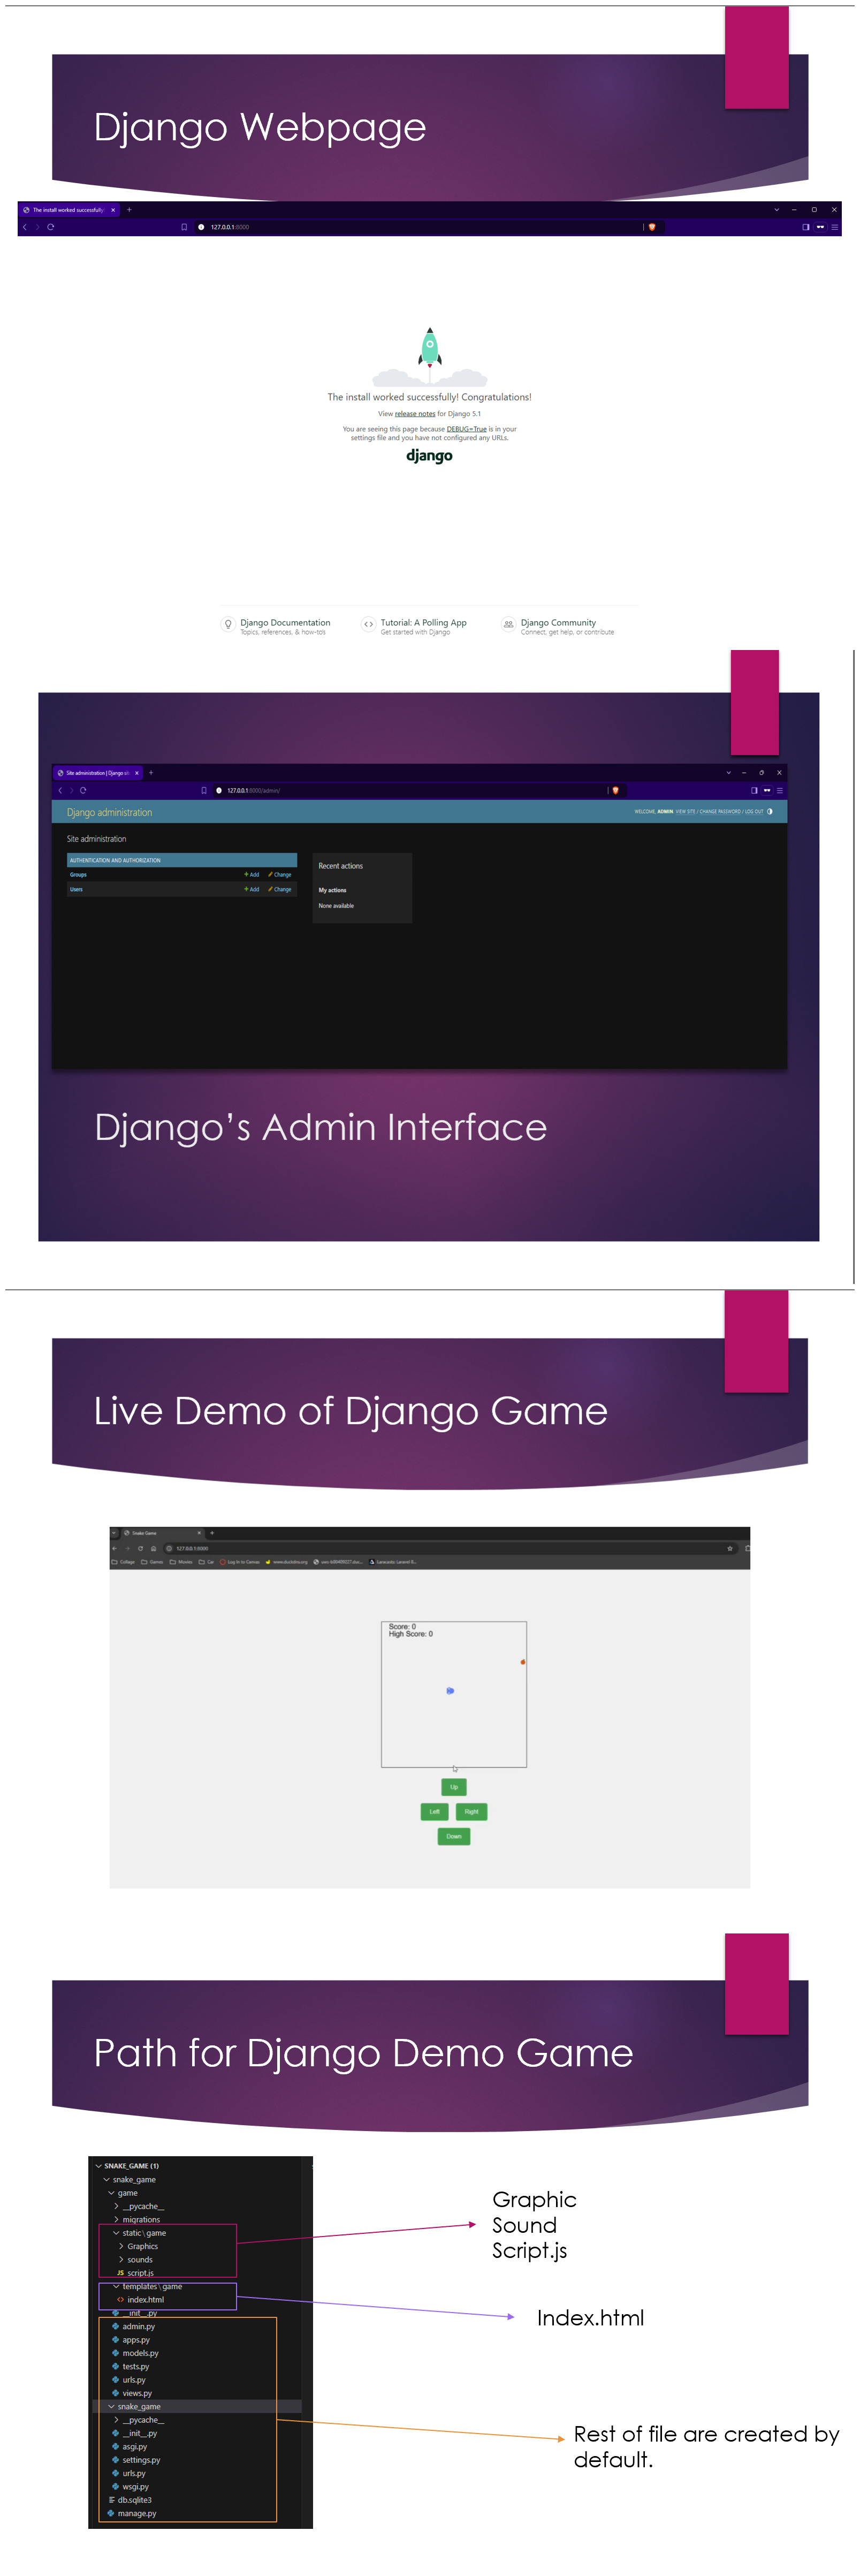 Django Webpage
The install worked successfully!
127.0.0.1:8000
The install worked successfully! Congratulations!
View release notes for Django 5.1
You are seeing this page because DEBUG=True is in your
settings file and you have not configured any URLs.
django
Django Documentation
Topics, references, & how-tos
Tutorial: A Polling App
Get started with Django
Django Community
Connect, get help, or contribute
Site administration | Django sit
127.0.0.1:8000/admin/
Django administration
WELCOME, ADMIN. VIEW SITE / CHANGE PASSWORD / LOG OUT
Site administration
AUTHENTICATION AND AUTHORIZATION
Groups + Add Change
Users + Add Change
Recent actions
My actions
None available
Django's Admin Interface
Live Demo of Django Game
Snake Game
127.0.0.1:8000
College Games Movies Car Log In to Canvas www.duckdns.org Laracasts: Laravel 8...
Score: 0
High Score: 0
Up
Left Right
Down
Path for Django Demo Game
SNAKE_GAME (1)
snake_game
game
__pycache__
migrations
static\game
Graphics
sounds
JS script.js
templates\game
<> index.html
__init__.py
admin.py
apps.py
models.py
tests.py
urls.py
views.py
snake_game
__pycache__
__init__.py
asgi.py
settings.py
urls.py
wsgi.py
db.sqlite3
manage.py
Graphic
Sound
Script.js
Index.html
Rest of file are created by
default.